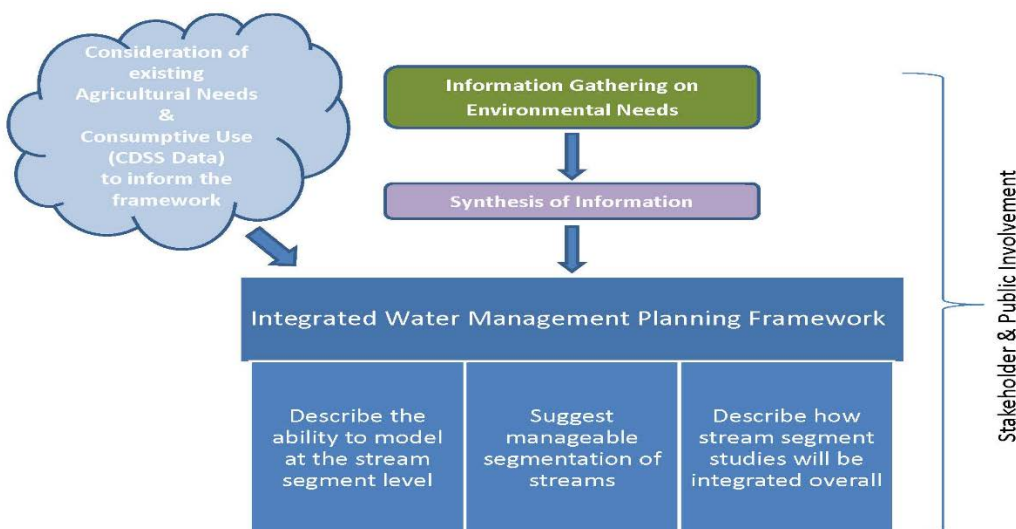 Consideration of
existing
Agricultural Needs
&
Consumptive Use
(CDSS Data)
to inform the
framework
Information Gathering on
Environmental Needs
Synthesis of Information
Integrated Water Management Planning Framework
Describe the
ability to model
at the stream
segment level
Suggest
manageable
segmentation of
streams
Describe how
stream segment
studies will be
integrated overall
Stakeholder & Public Involvement